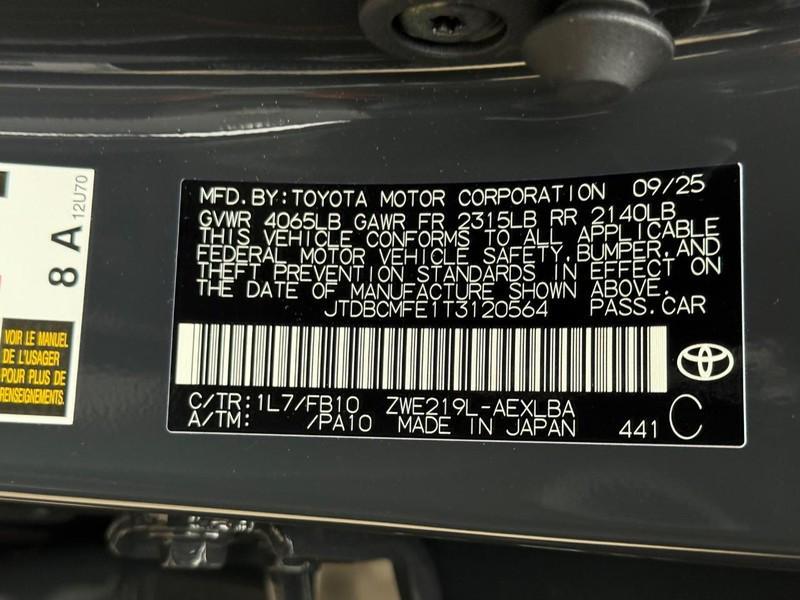 MFD. BY: TOYOTA MOTOR CORPORATION 09/25
GVWR 4065LB GAWR FR 2315LB RR 2140LB
THIS VEHICLE CONFORMS TO ALL APPLICABLE
FEDERAL MOTOR VEHICLE SAFETY, BUMPER, AND
THEFT PREVENTION STANDARDS IN EFFECT ON
THE DATE OF MANUFACTURE SHOWN ABOVE.
JTDBCMFE1T3120564 PASS.CAR
C/TR: 1L7/FB10 ZWE219L-AEXLBA
A/TM: /PA10 MADE IN JAPAN 441 C
8 A
12U70
VOIR LE MANUEL
DE L'USAGER
POUR PLUS DE
RENSEIGNEMENTS.